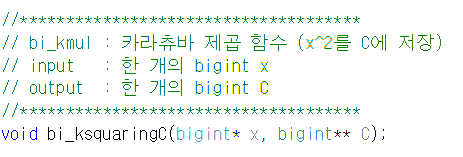 //************************************
// bi_kmul : 카라츄바 제곱 함수 (x^2를 C에 저장)
// input   : 한 개의 bigint x
// output  : 한 개의 bigint C
//************************************
void bi_ksquaringC(bigint* x, bigint** C);